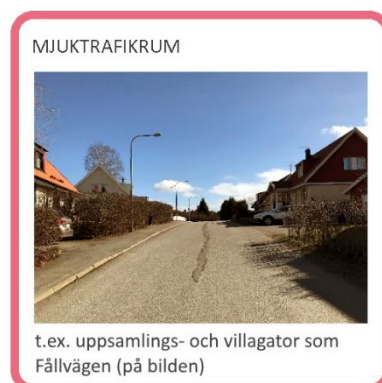 MJUKTRAFIKRUM
t.ex. uppsamlings- och villagator som
Fållvägen (på bilden)